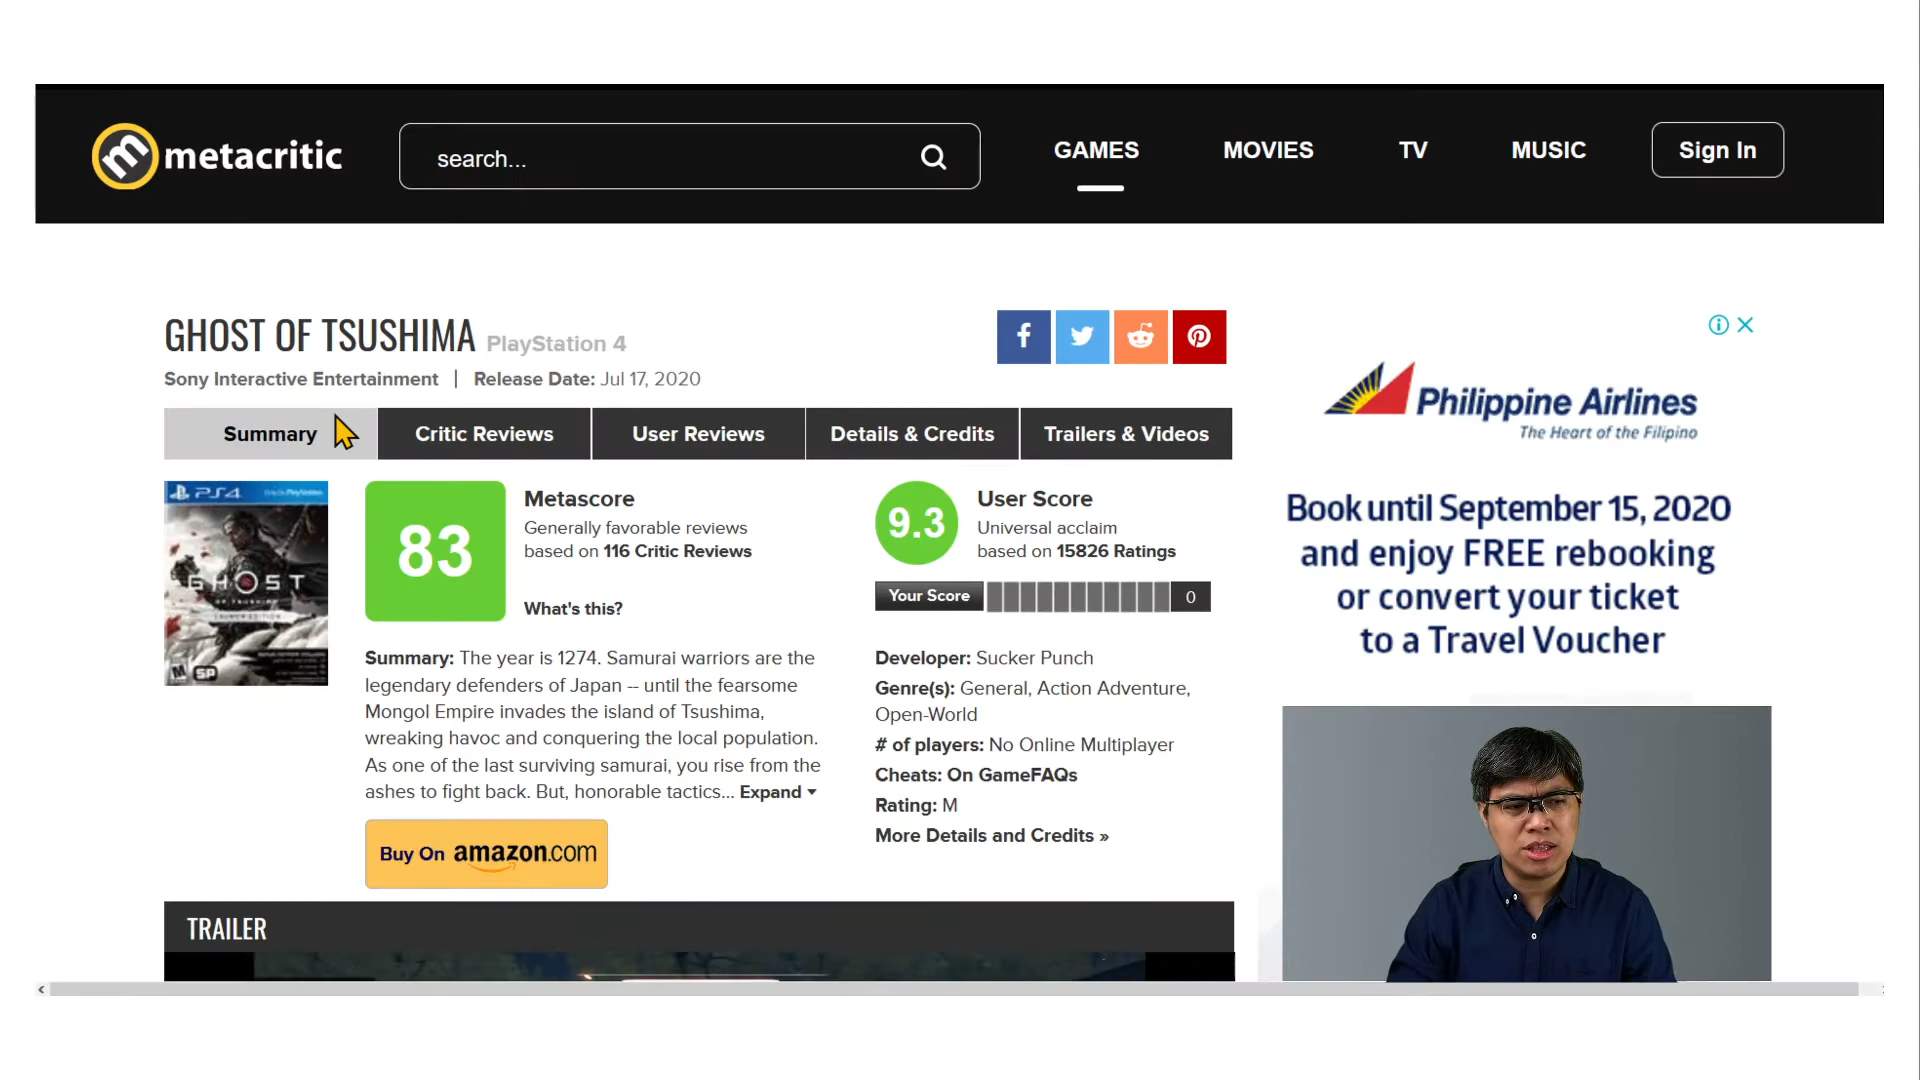 metacritic
search...
GAMES
MOVIES
TV
MUSIC
Sign In
GHOST OF TSUSHIMA PlayStation 4
Sony Interactive Entertainment | Release Date: Jul 17, 2020
Summary
Critic Reviews
User Reviews
Details & Credits
Trailers & Videos
PS4
GHOST
OF TSUSHIMA
LAUNCH EDITION
M SP
83
Metascore
Generally favorable reviews
based on 116 Critic Reviews
What's this?
Summary: The year is 1274. Samurai warriors are the
legendary defenders of Japan -- until the fearsome
Mongol Empire invades the island of Tsushima,
wreaking havoc and conquering the local population.
As one of the last surviving samurai, you rise from the
ashes to fight back. But, honorable tactics... Expand
Buy On amazon.com
9.3
User Score
Universal acclaim
based on 15826 Ratings
Your Score
0
Developer: Sucker Punch
Genre(s): General, Action Adventure,
Open-World
# of players: No Online Multiplayer
Cheats: On GameFAQs
Rating: M
More Details and Credits »
TRAILER
Philippine Airlines
The Heart of the Filipino
Book until September 15, 2020
and enjoy FREE rebooking
or convert your ticket
to a Travel Voucher